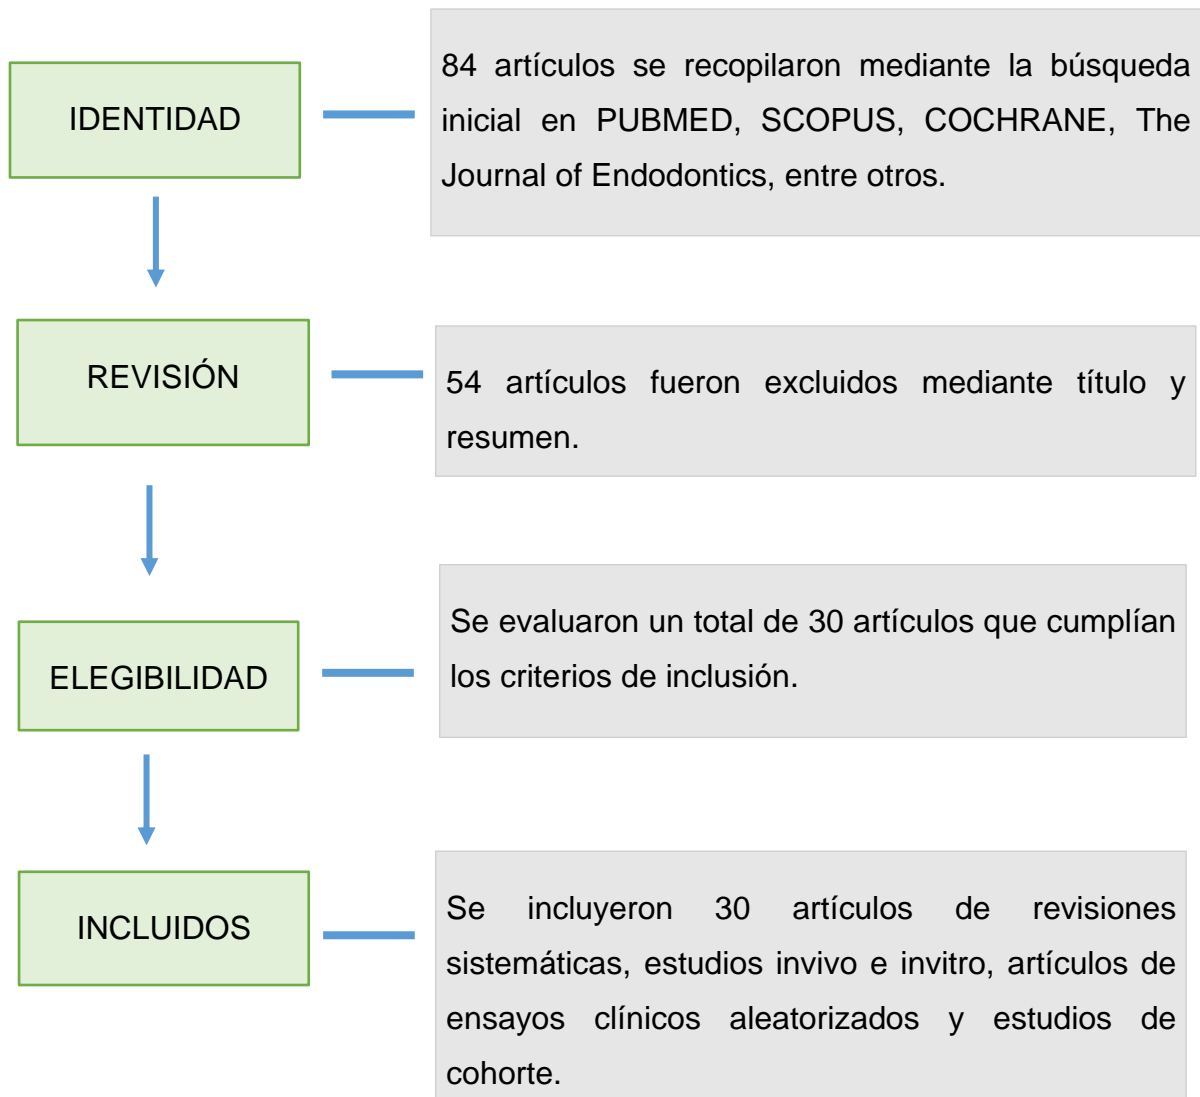 IDENTIDAD
84 artículos se recopilaron mediante la búsqueda
inicial en PUBMED, SCOPUS, COCHRANE, The
Journal of Endodontics, entre otros.
REVISIÓN
54 artículos fueron excluidos mediante título y
resumen.
ELEGIBILIDAD
Se evaluaron un total de 30 artículos que cumplían
los criterios de inclusión.
INCLUIDOS
Se incluyeron 30 artículos de revisiones
sistemáticas, estudios invivo e invitro, artículos de
ensayos clínicos aleatorizados y estudios de
cohorte.